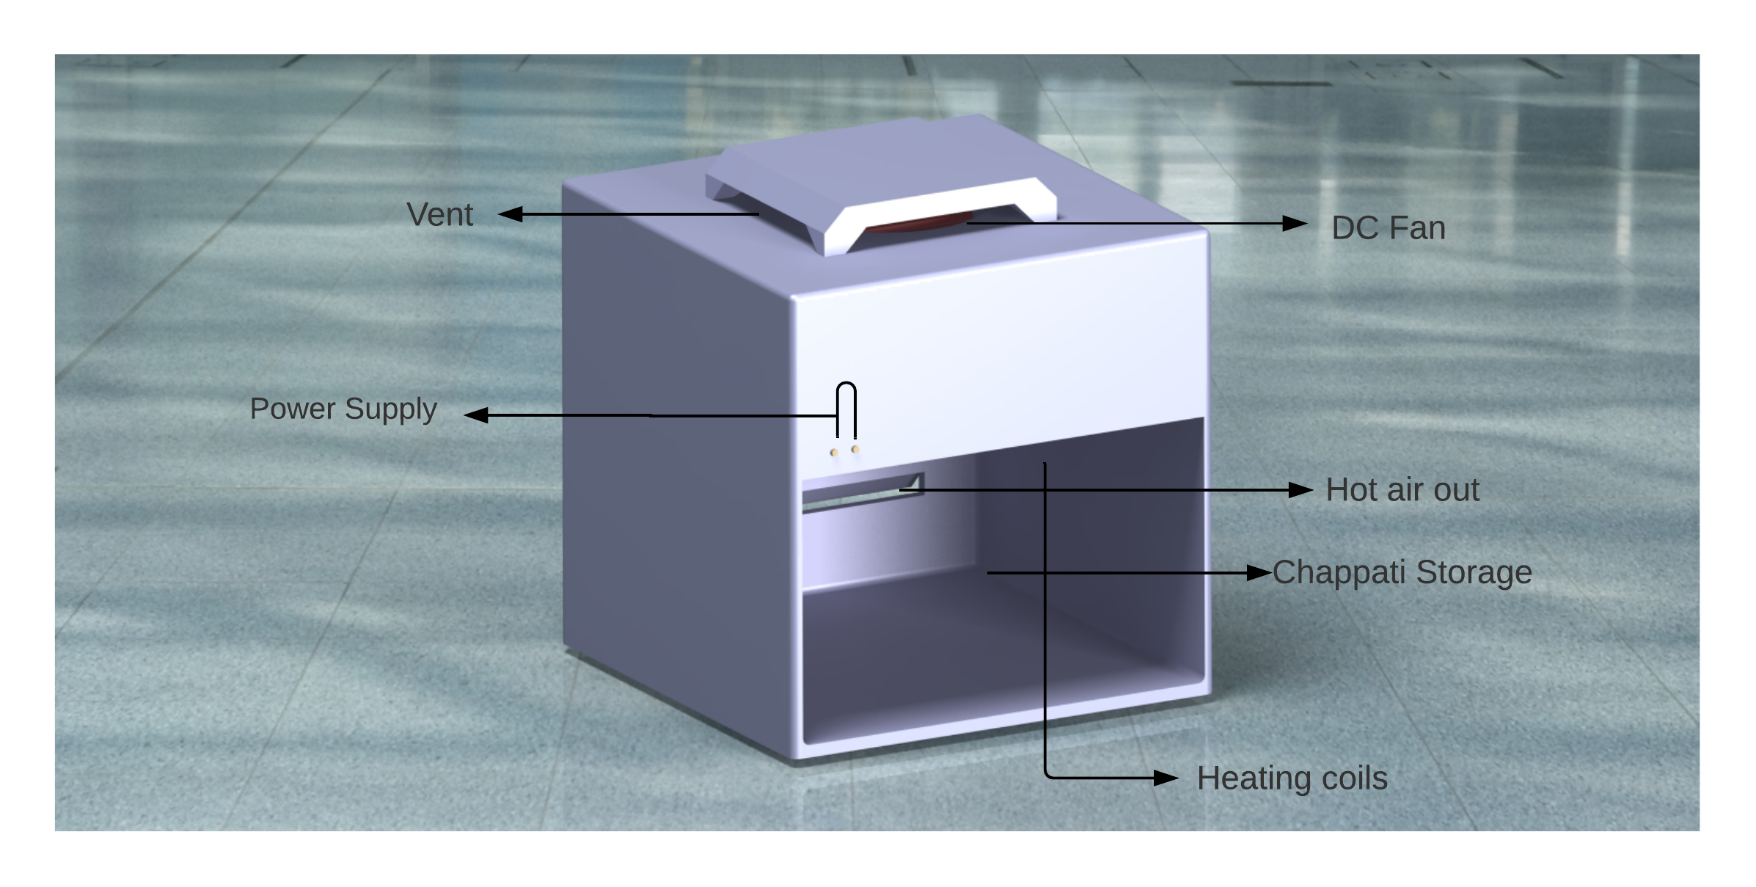 Vent
DC Fan
Power Supply
Hot air out
Chappati Storage
Heating coils